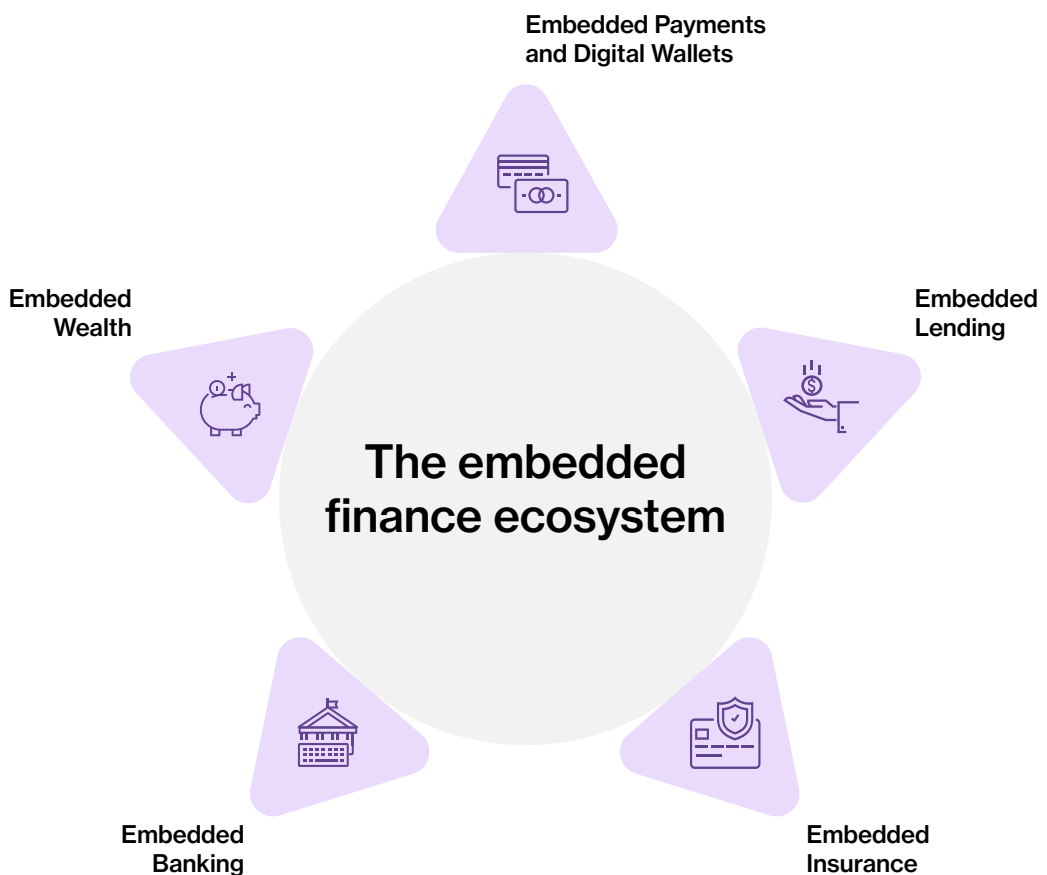 Embedded Payments
and Digital Wallets
Embedded
Wealth
Embedded
Lending
The embedded
finance ecosystem
Embedded
Banking
Embedded
Insurance